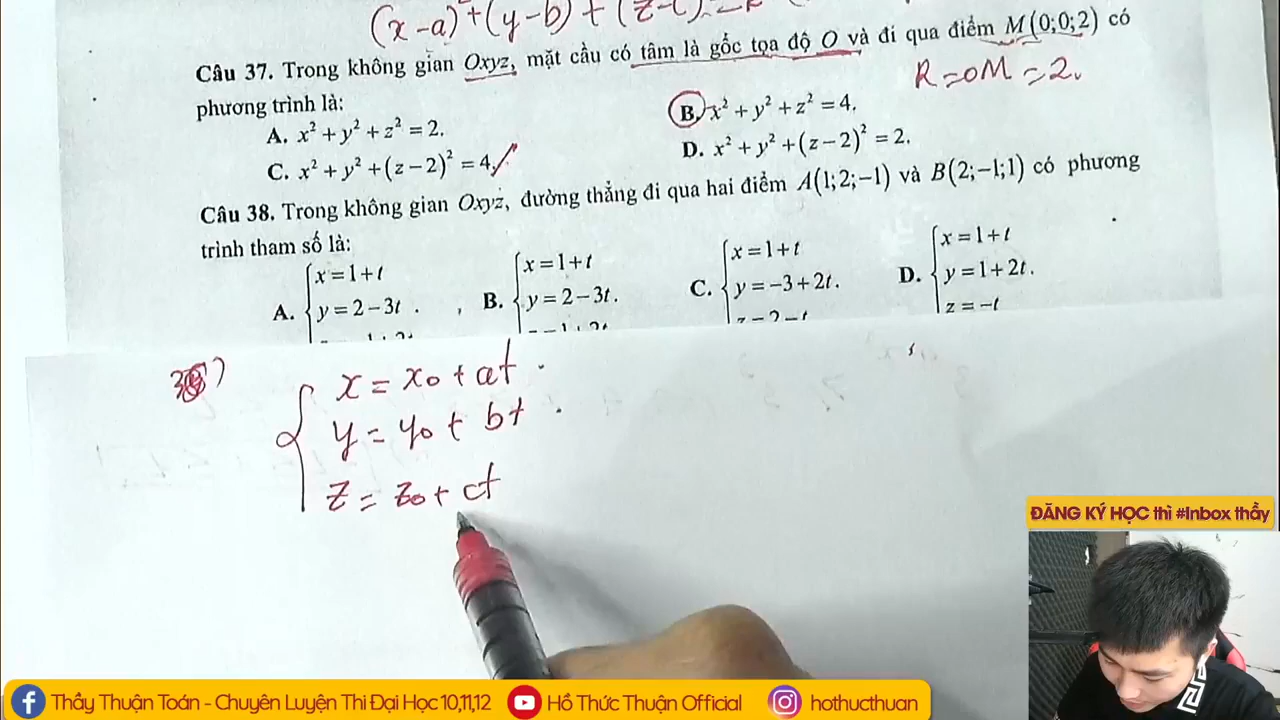 (x-a)² + (y-b) + (z-c)
Câu 37. Trong không gian Oxyz, mặt cầu có tâm là gốc tọa độ O và đi qua điểm M(0;0;2) có
phương trình là:
R = OM = 2.
A. x² + y² + z² = 2.
B. x² + y² + z² = 4.
C. x² + y² + (z-2)² = 4.
D. x² + y² + (z-2)² = 2.
Câu 38. Trong không gian Oxyz, đường thẳng đi qua hai điểm A(1;2;-1) và B(2;-1;1) có phương
trình tham số là:
A. { x = 1+t
y = 2-3t .
B. { x = 1+t
y = 2-3t .
C. { x = 1+t
y = -3+2t .
z = 2-t
D. { x = 1+t
y = 1+2t .
z = -t
{ x = x₀ + at
y = y₀ + bt
z = z₀ + ct
ĐĂNG KÝ HỌC thì #Inbox thầy
Thầy Thuận Toán - Chuyên Luyện Thi Đại Học 10,11,12
Hồ Thức Thuận Official
hothucthuan